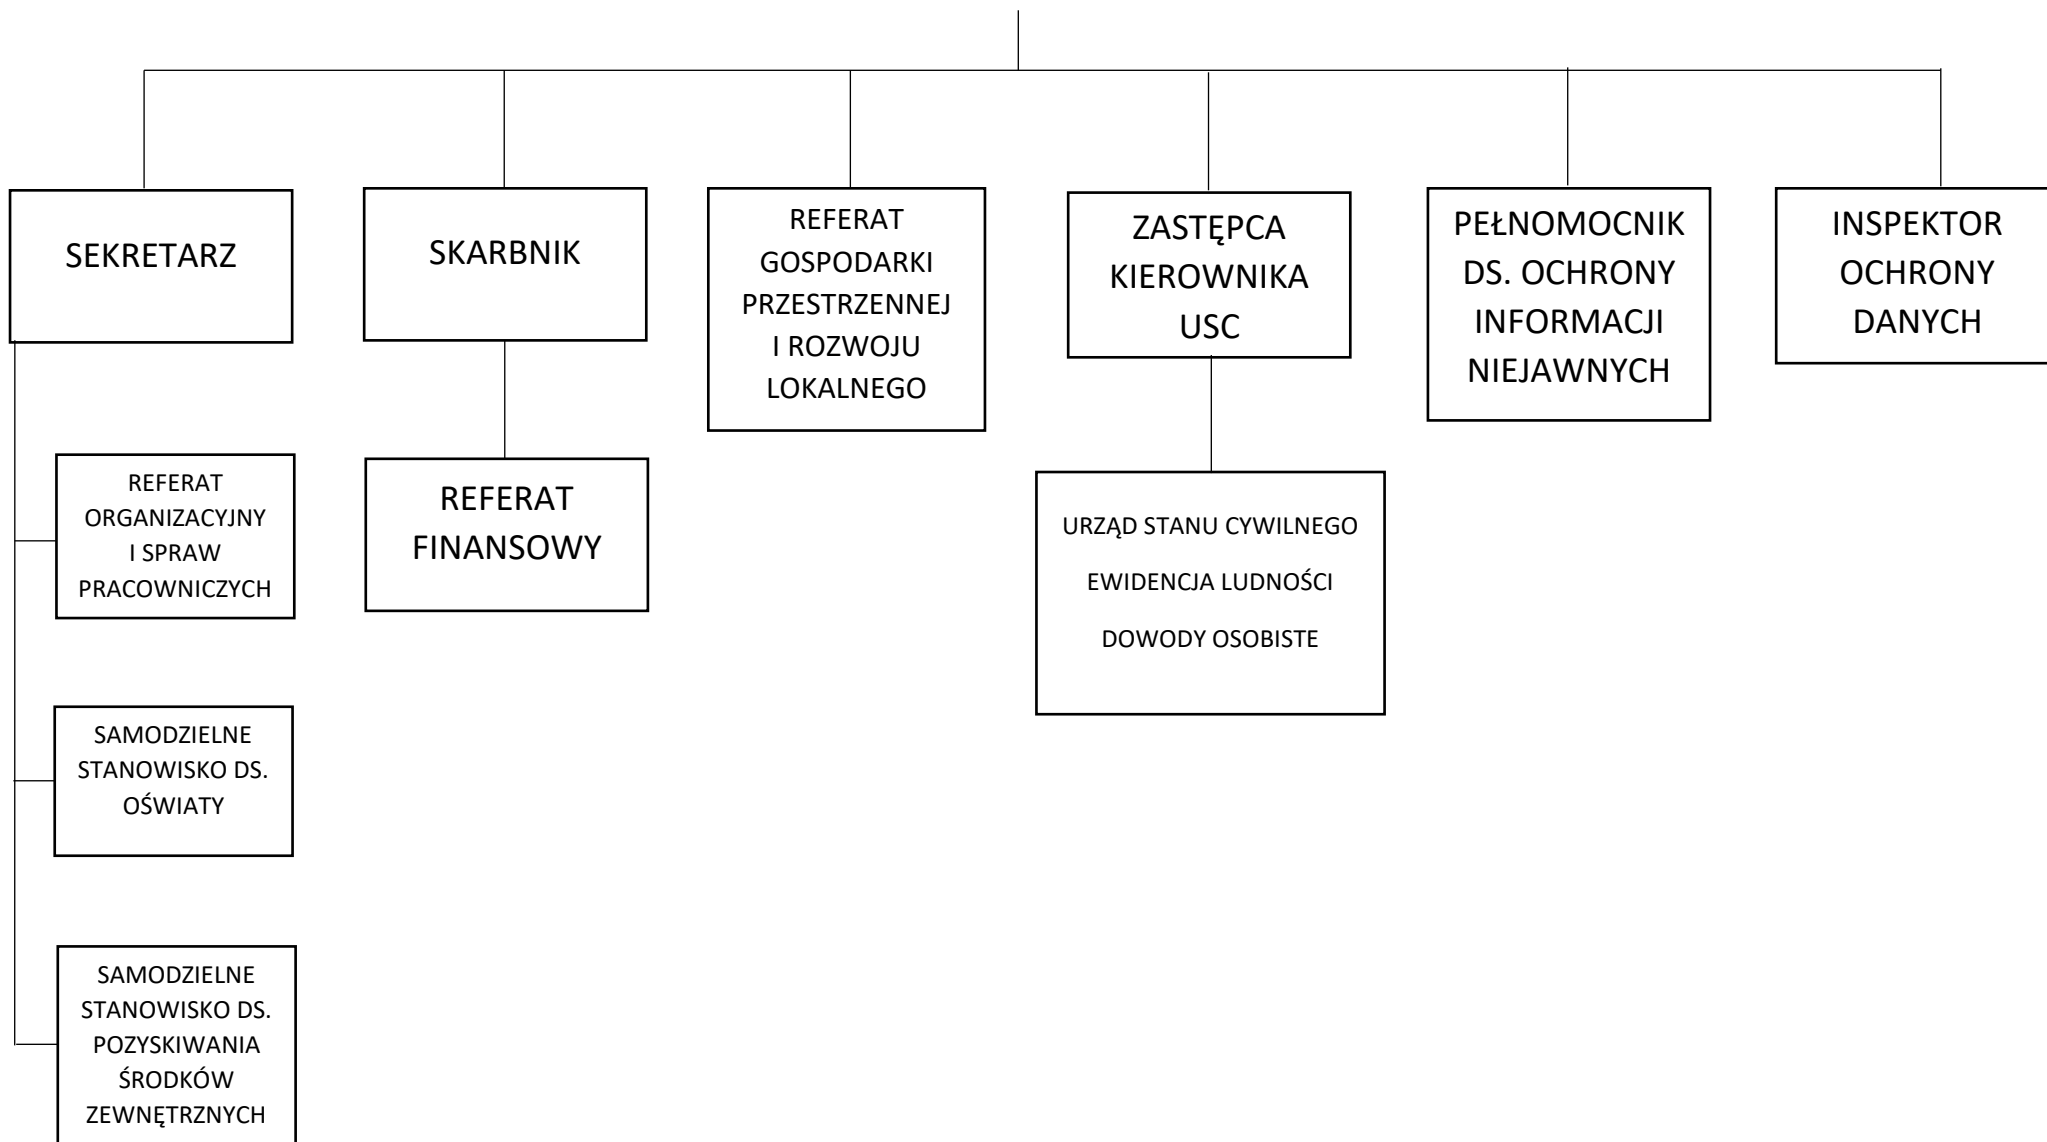 SEKRETARZ
SKARBNIK
REFERAT
GOSPODARKI
PRZESTRZENNEJ
I ROZWOJU
LOKALNEGO
ZASTĘPCA
KIEROWNIKA
USC
PEŁNOMOCNIK
DS. OCHRONY
INFORMACJI
NIEJAWNYCH
INSPEKTOR
OCHRONY
DANYCH
REFERAT
ORGANIZACYJNY
I SPRAW
PRACOWNICZYCH
REFERAT
FINANSOWY
URZĄD STANU CYWILNEGO
EWIDENCJA LUDNOŚCI
DOWODY OSOBISTE
SAMODZIELNE
STANOWISKO DS.
OŚWIATY
SAMODZIELNE
STANOWISKO DS.
POZYSKIWANIA
ŚRODKÓW
ZEWNĘTRZNYCH